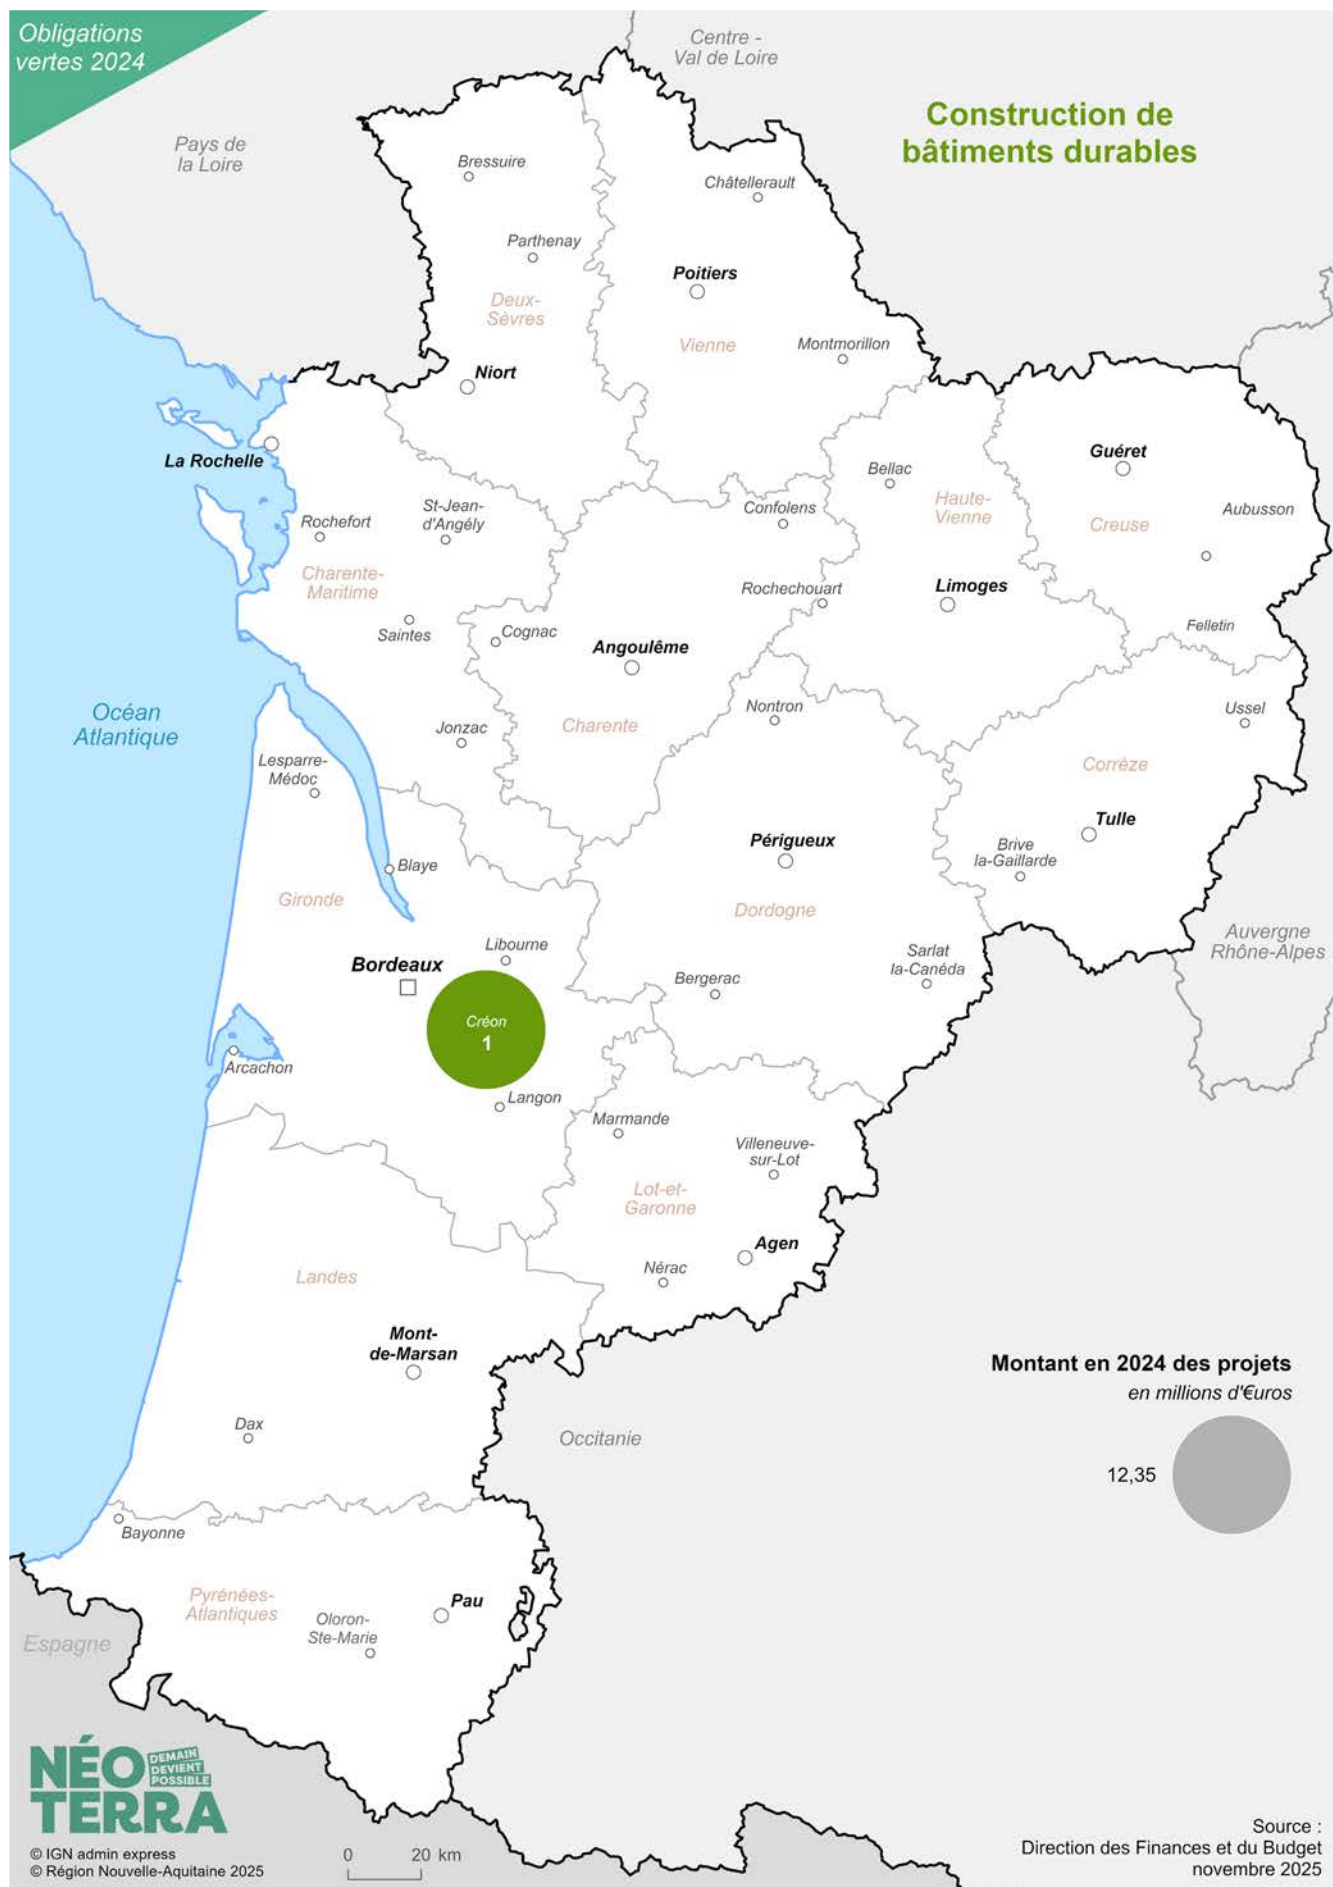 Obligations
vertes 2024
Centre -
Val de Loire
Construction de
bâtiments durables
Pays de
la Loire
Bressuire
Châtellerault
Parthenay
Poitiers
Deux-
Sèvres
Vienne
Montmorillon
Niort
La Rochelle
Guéret
Bellac
Haute-
Vienne
Creuse
Aubusson
St-Jean-
d'Angély
Rochefort
Confolens
Charente-
Maritime
Rochechouart
Limoges
Saintes
Cognac
Angoulême
Felletin
Océan
Atlantique
Nontron
Ussel
Jonzac
Charente
Lesparre-
Médoc
Corrèze
Tulle
Périgueux
Brive
la-Gaillarde
Blaye
Gironde
Dordogne
Auvergne
Rhône-Alpes
Libourne
Bordeaux
Sarlat
la-Canéda
Bergerac
Créon
1
Arcachon
Langon
Marmande
Villeneuve-
sur-Lot
Lot-et-
Garonne
Agen
Nérac
Landes
Mont-
de-Marsan
Montant en 2024 des projets
en millions d'€uros
12,35
Dax
Occitanie
Bayonne
Pyrénées-
Atlantiques
Pau
Oloron-
Ste-Marie
Espagne
NÉO
DEMAIN
DEVIENT
POSSIBLE
TERRA
© IGN admin express
© Région Nouvelle-Aquitaine 2025
0 20 km
Source :
Direction des Finances et du Budget
novembre 2025